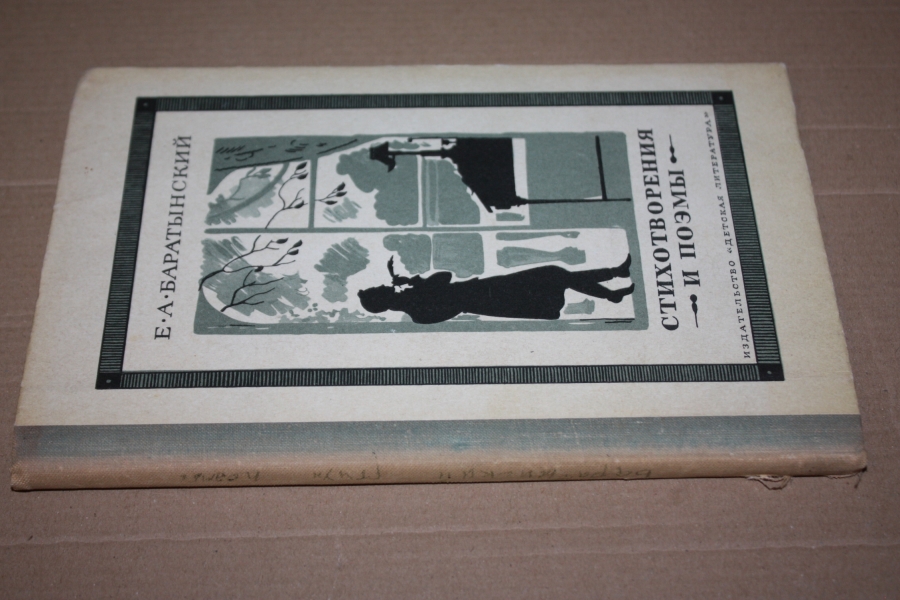 Е·А·БАРАТЫНСКИЙ
СТИХОТВОРЕНИЯ
И ПОЭМЫ
ИЗДАТЕЛЬСТВО «ДЕТСКАЯ ЛИТЕРАТУРА»